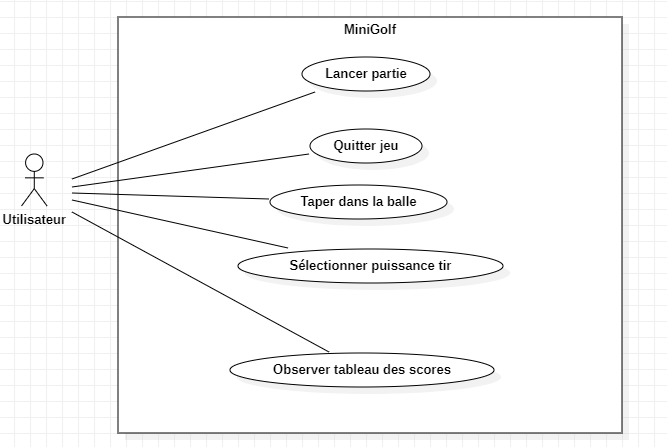 MiniGolf
Lancer partie
Quitter jeu
Taper dans la balle
Utilisateur
Sélectionner puissance tir
Observer tableau des scores